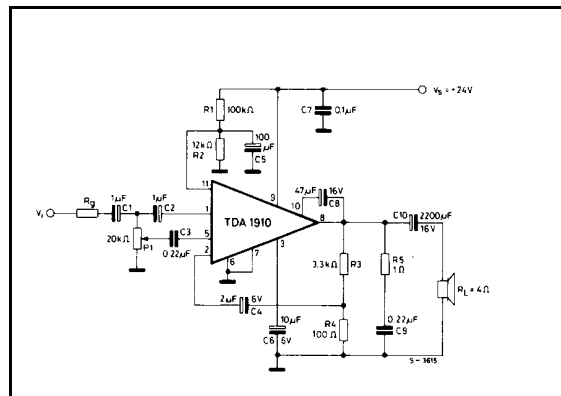 Vs = +24V
R1
100kΩ
C7
0.1µF
12kΩ
R2
100
µF
C5
47µF
16V
C8
10
9
11
1µF
1µF
Rg
C1
C2
Vi
1
TDA 1910
8
C10
2200µF
16V
20kΩ
P1
C3
0.22µF
5
2
3
7
6
3.3kΩ
R3
R5
1Ω
RL = 4Ω
2µF
6V
C4
10µF
C6
6V
R4
100Ω
0.22µF
C9
S-3613